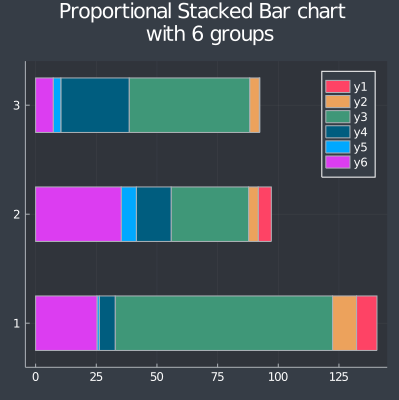 Proportional Stacked Bar chart
with 6 groups
y1
y2
y3
y4
y5
y6
3
2
1
0 25 50 75 100 125